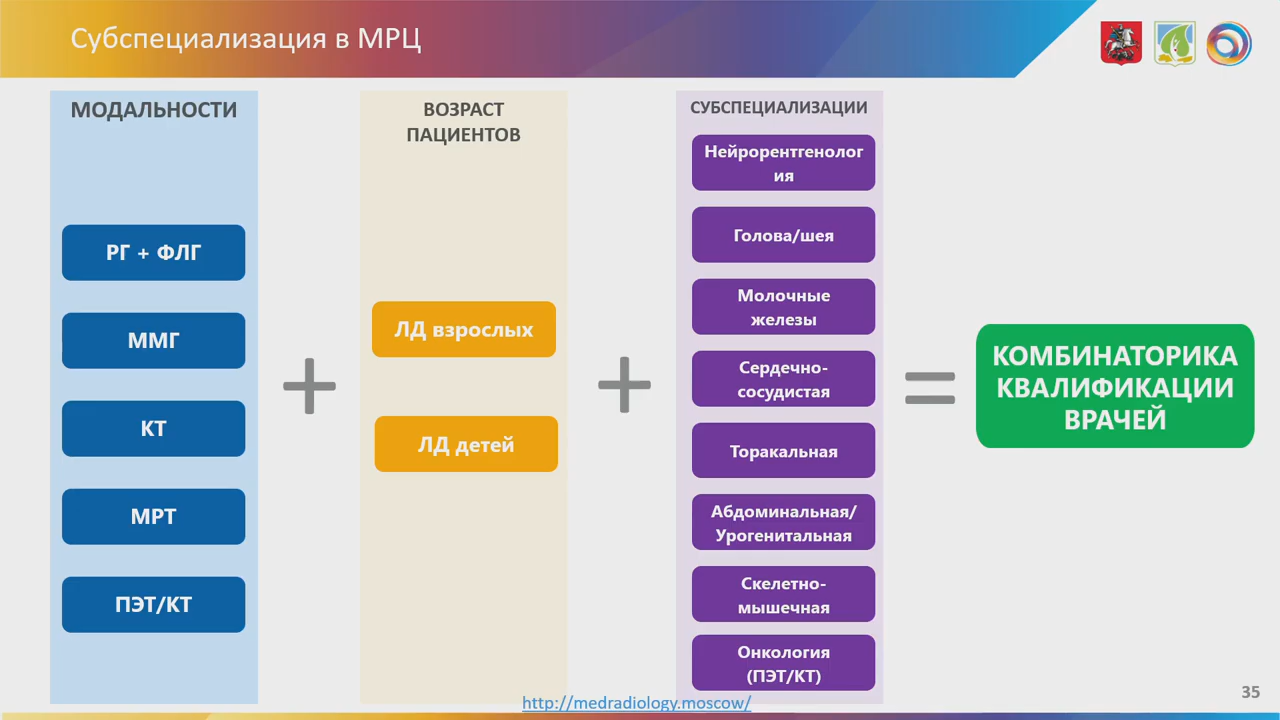 Субспециализация в МРЦ
МОДАЛЬНОСТИ
РГ + ФЛГ
ММГ
КТ
МРТ
ПЭТ/КТ
+
ВОЗРАСТ
ПАЦИЕНТОВ
ЛД взрослых
ЛД детей
+
СУБСПЕЦИАЛИЗАЦИИ
Нейрорентгенолог
ия
Голова/шея
Молочные
железы
Сердечно-
сосудистая
Торакальная
Абдоминальная/
Урогенитальная
Скелетно-
мышечная
Онкология
(ПЭТ/КТ)
=
КОМБИНАТОРИКА
КВАЛИФИКАЦИИ
ВРАЧЕЙ
http://medradiology.moscow/
35